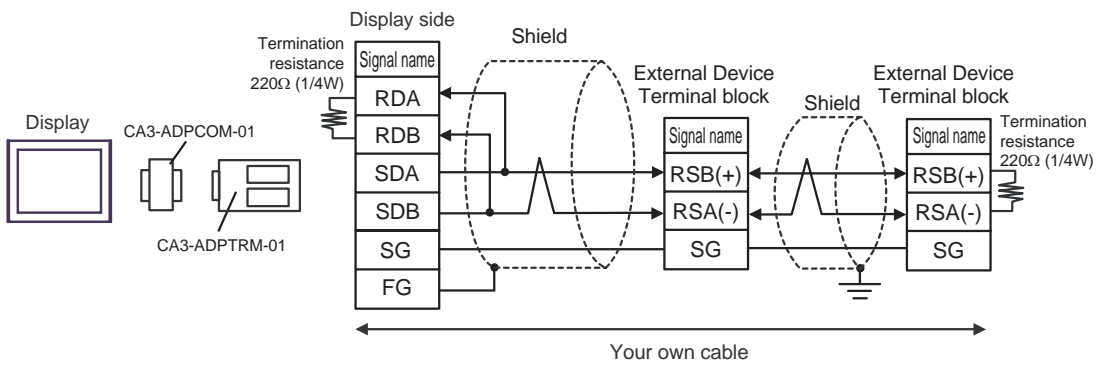 Display side
Shield
Termination
resistance
220Ω (1/4W)
Signal name
RDA
RDB
SDA
SDB
SG
FG
Display
CA3-ADPCOM-01
CA3-ADPTRM-01
External Device
Terminal block
Signal name
RSB(+)
RSA(-)
SG
Shield
External Device
Terminal block
Signal name
RSB(+)
RSA(-)
SG
Termination
resistance
220Ω (1/4W)
Your own cable